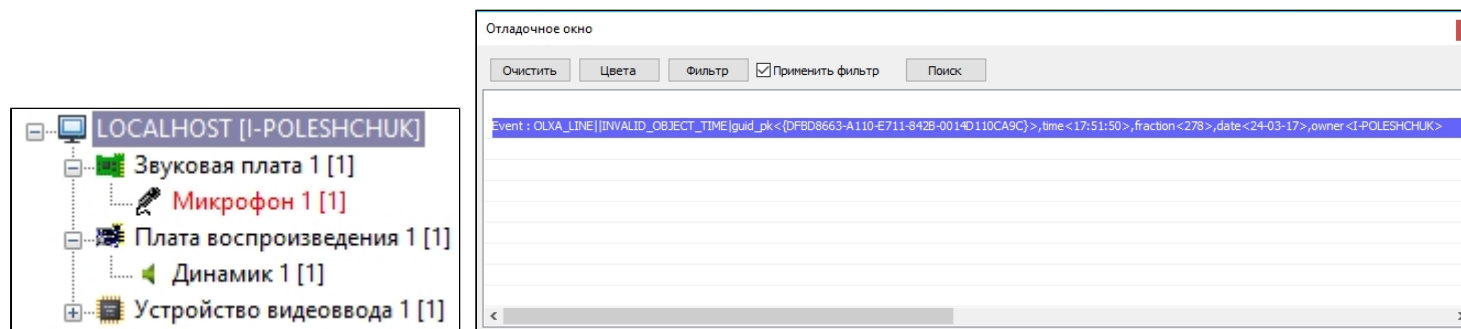 LOCALHOST [I-POLESHCHUK]
Звуковая плата 1 [1]
Микрофон 1 [1]
Плата воспроизведения 1 [1]
Динамик 1 [1]
Устройство видеоввода 1 [1]
Отладочное окно
Очистить Цвета Фильтр Применить фильтр Поиск
Event : OLXA_LINE||INVALID_OBJECT_TIME|guid_pk<{DFBD8663-A110-E711-842B-0014D110CA9C}>,time<17:51:50>,fraction<278>,date<24-03-17>,owner<I-POLESHCHUK>